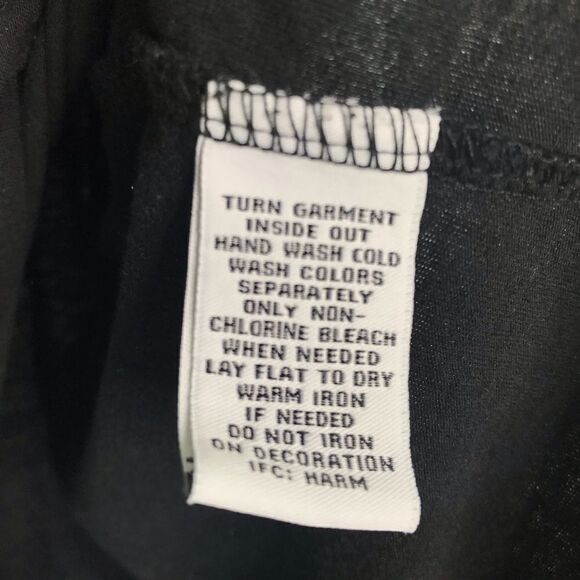 TURN GARMENT
INSIDE OUT
HAND WASH COLD
WASH COLORS
SEPARATELY
ONLY NON-
CHLORINE BLEACH
WHEN NEEDED
LAY FLAT TO DRY
WARM IRON
IF NEEDED
DO NOT IRON
ON DECORATION
IFC: HARM